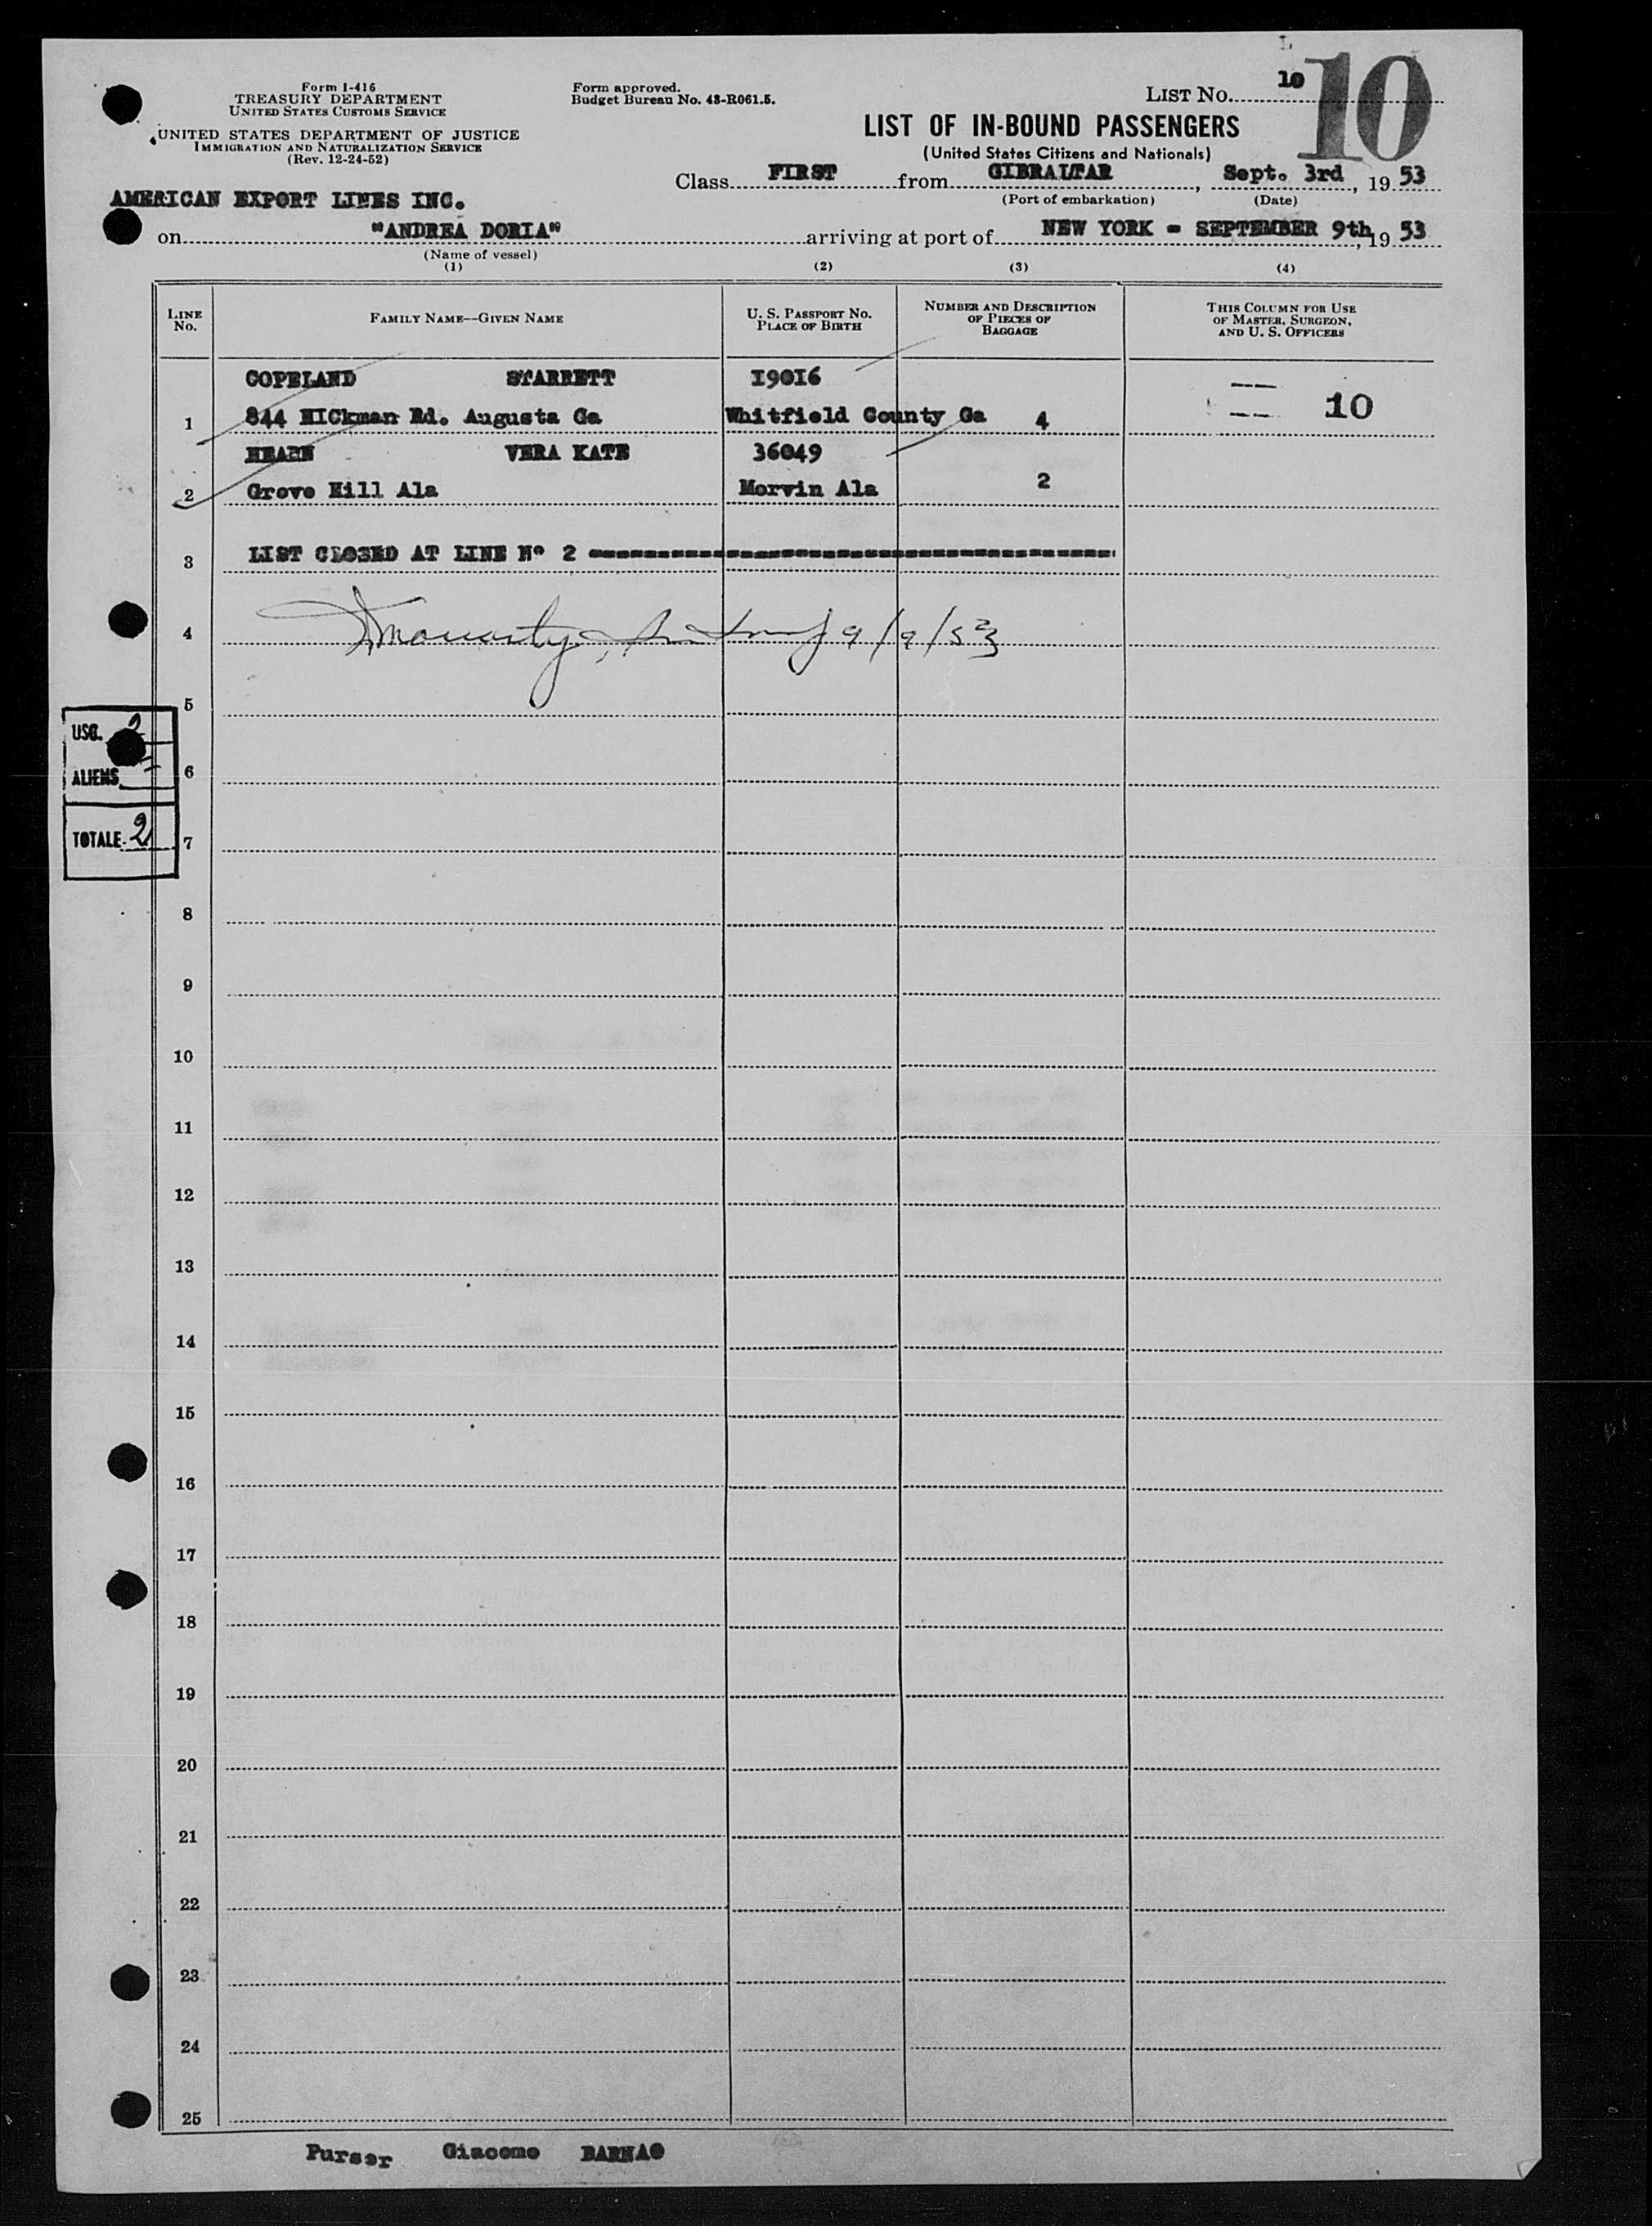 Form I-416
TREASURY DEPARTMENT
UNITED STATES CUSTOMS SERVICE
UNITED STATES DEPARTMENT OF JUSTICE
IMMIGRATION AND NATURALIZATION SERVICE
(Rev. 12-24-52)
Form approved.
Budget Bureau No. 43-R061.5.
LIST NO. 10
10
LIST OF IN-BOUND PASSENGERS
(United States Citizens and Nationals)
Class FIRST from GIBRALTAR, Sept. 3rd, 1953
(Port of embarkation) (Date)
AMERICAN EXPORT LINES INC.
on "ANDREA DORIA" arriving at port of NEW YORK - SEPTEMBER 9th, 1953
(Name of vessel)
(1) (2) (3) (4)
LINE NO.
FAMILY NAME—GIVEN NAME
U. S. PASSPORT NO.
PLACE OF BIRTH
NUMBER AND DESCRIPTION
OF PIECES OF
BAGGAGE
THIS COLUMN FOR USE
OF MASTER, SURGEON,
AND U. S. OFFICERS
COPELAND STARRETT I90I6
1 844 HICkman Rd. Augusta Ga Whitfield County Ga 4 10
HEARN VERA KATE 36049
2 Grove Hill Ala Morvin Ala 2
3 LIST CLOSED AT LINE Nº 2
4 9/9/53
5
USC. 2
6
ALIENS
7
TOTALE 2
8
9
10
11
12
13
14
15
16
17
18
19
20
21
22
23
24
25
Purser Giacomo BARNAO